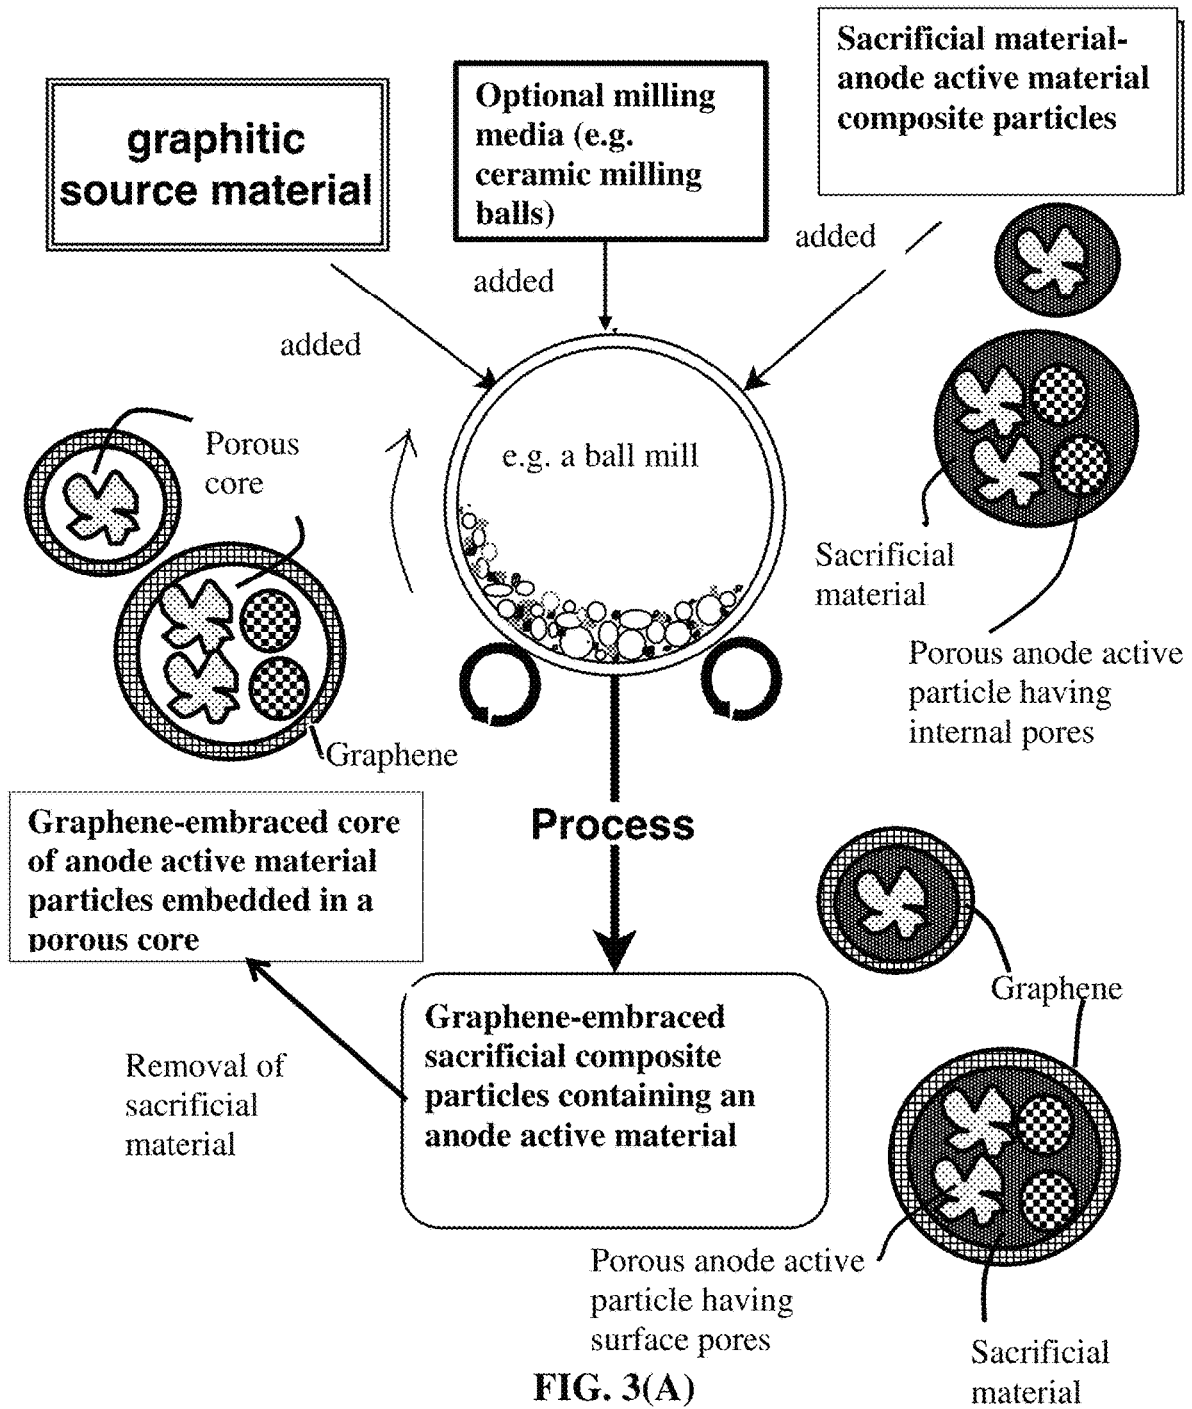 graphitic
source material
Optional milling
media (e.g.
ceramic milling
balls)
Sacrificial material-
anode active material
composite particles
added
added
added
e.g. a ball mill
Porous
core
Graphene
Sacrificial
material
Porous anode active
particle having
internal pores
Process
Graphene-embraced core
of anode active material
particles embedded in a
porous core
Removal of
sacrificial
material
Graphene-embraced
sacrificial composite
particles containing an
anode active material
Graphene
Porous anode active
particle having
surface pores
Sacrificial
material
FIG. 3(A)